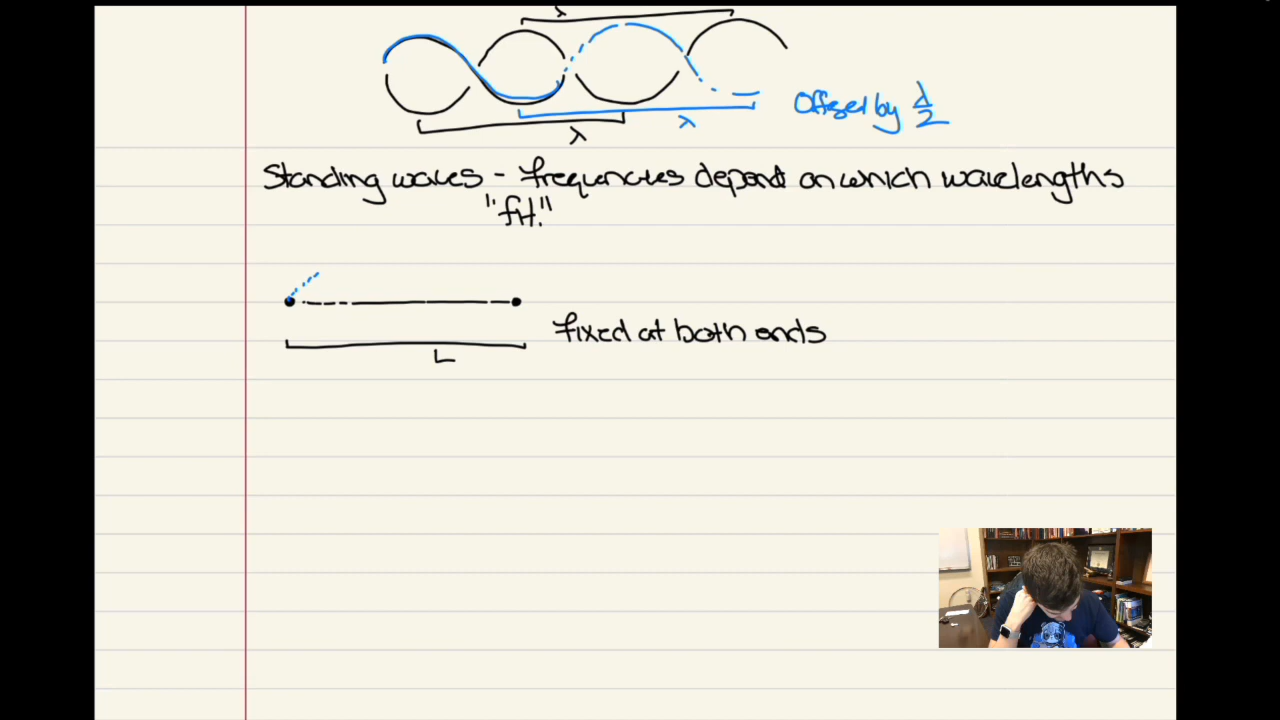 λ
Offset by λ/2
λ
λ
Standing waves - frequencies depend on which wavelengths
"fit."
fixed at both ends
L